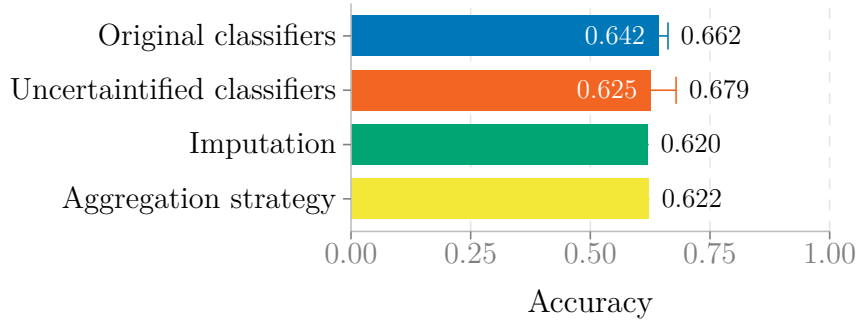 Original classifiers 0.642 0.662
Uncertaintified classifiers 0.625 0.679
Imputation 0.620
Aggregation strategy 0.622
0.00 0.25 0.50 0.75 1.00
Accuracy